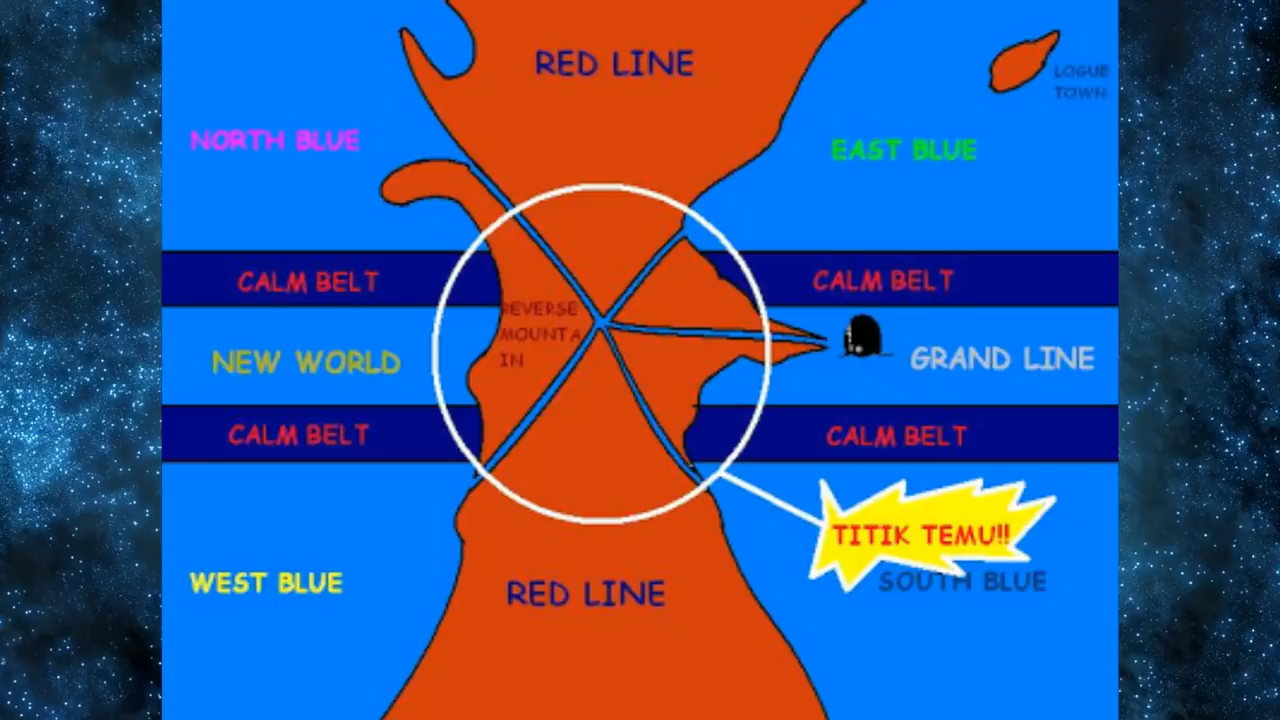 RED LINE
LOGUE
TOWN
NORTH BLUE
EAST BLUE
CALM BELT
CALM BELT
REVERSE
MOUNTA
IN
NEW WORLD
GRAND LINE
CALM BELT
CALM BELT
TITIK TEMU!!
SOUTH BLUE
WEST BLUE
RED LINE